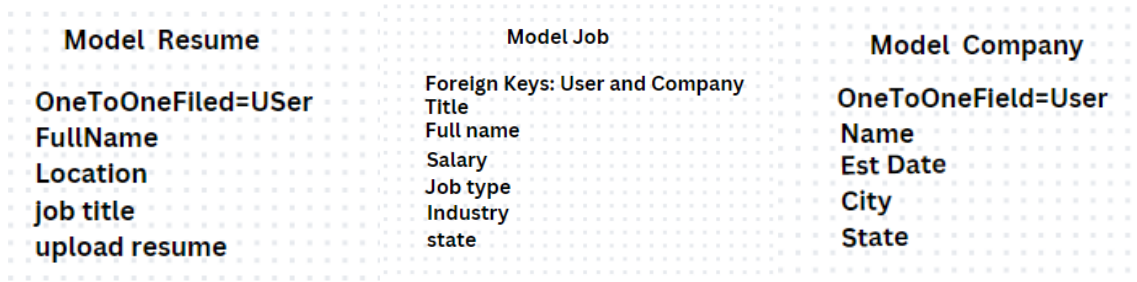 Model Resume
OneToOneFiled=USer
FullName
Location
job title
upload resume
Model Job
Foreign Keys: User and Company
Title
Full name
Salary
Job type
Industry
state
Model Company
OneToOneField=User
Name
Est Date
City
State